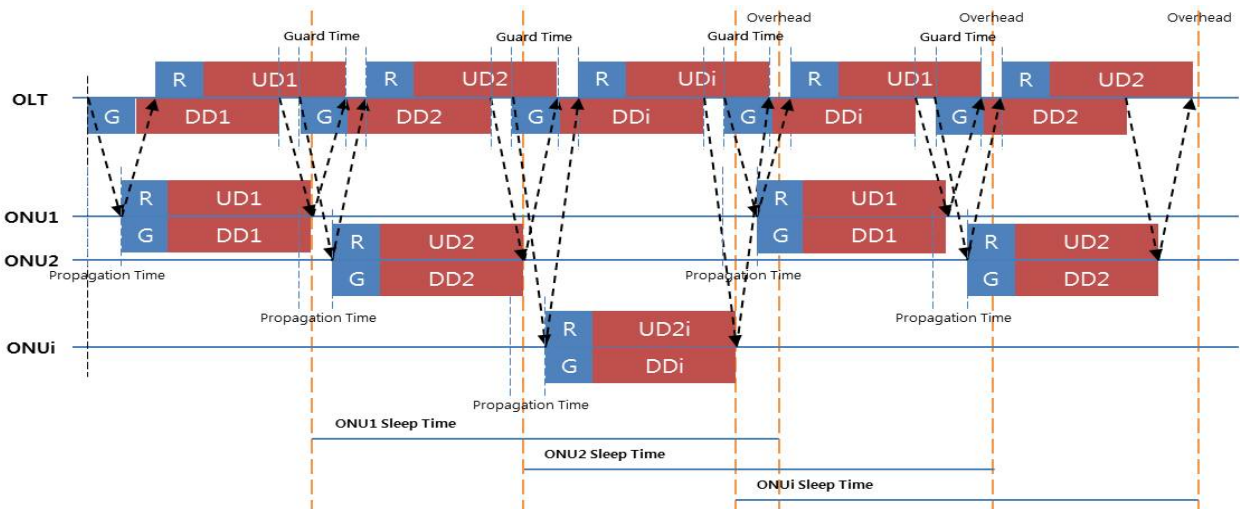 Overhead Overhead Overhead
Guard Time Guard Time Guard Time Guard Time
R UD1 R UD2 R UDi R UD1 R UD2
OLT
G DD1 G DD2 G DDi G DDi G DD2
R UD1 R UD1
ONU1
G DD1 G DD1
R UD2 R UD2
ONU2
Propagation Time Propagation Time
G DD2 G DD2
Propagation Time Propagation Time
R UD2i
ONUi
G DDi
Propagation Time
ONU1 Sleep Time
ONU2 Sleep Time
ONUi Sleep Time